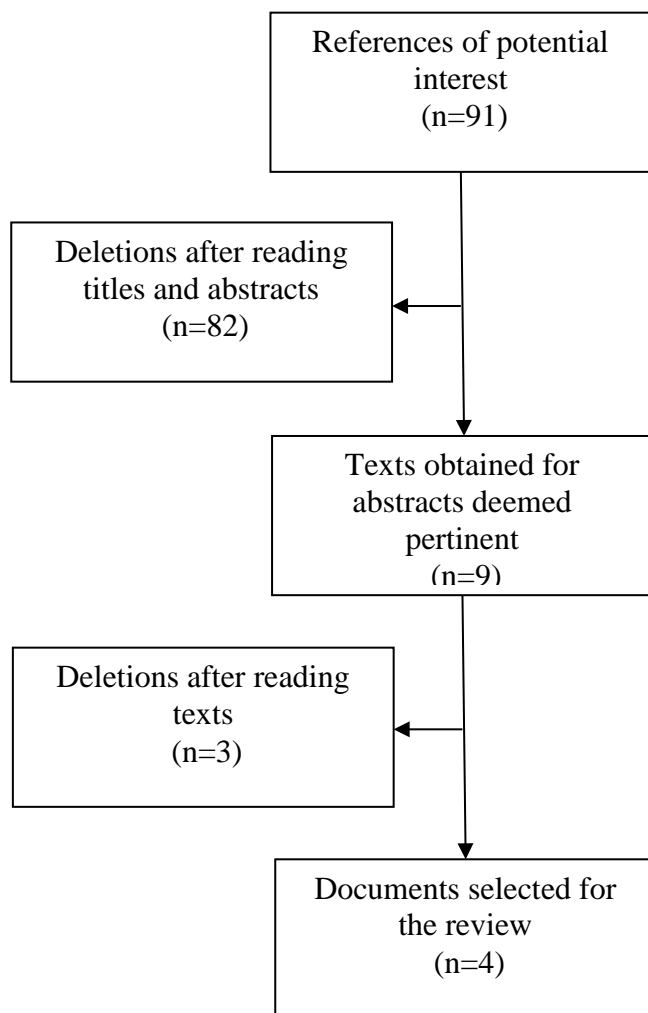 References of potential
interest
(n=91)
Deletions after reading
titles and abstracts
(n=82)
Texts obtained for
abstracts deemed
pertinent
(n=9)
Deletions after reading
texts
(n=3)
Documents selected for
the review
(n=4)